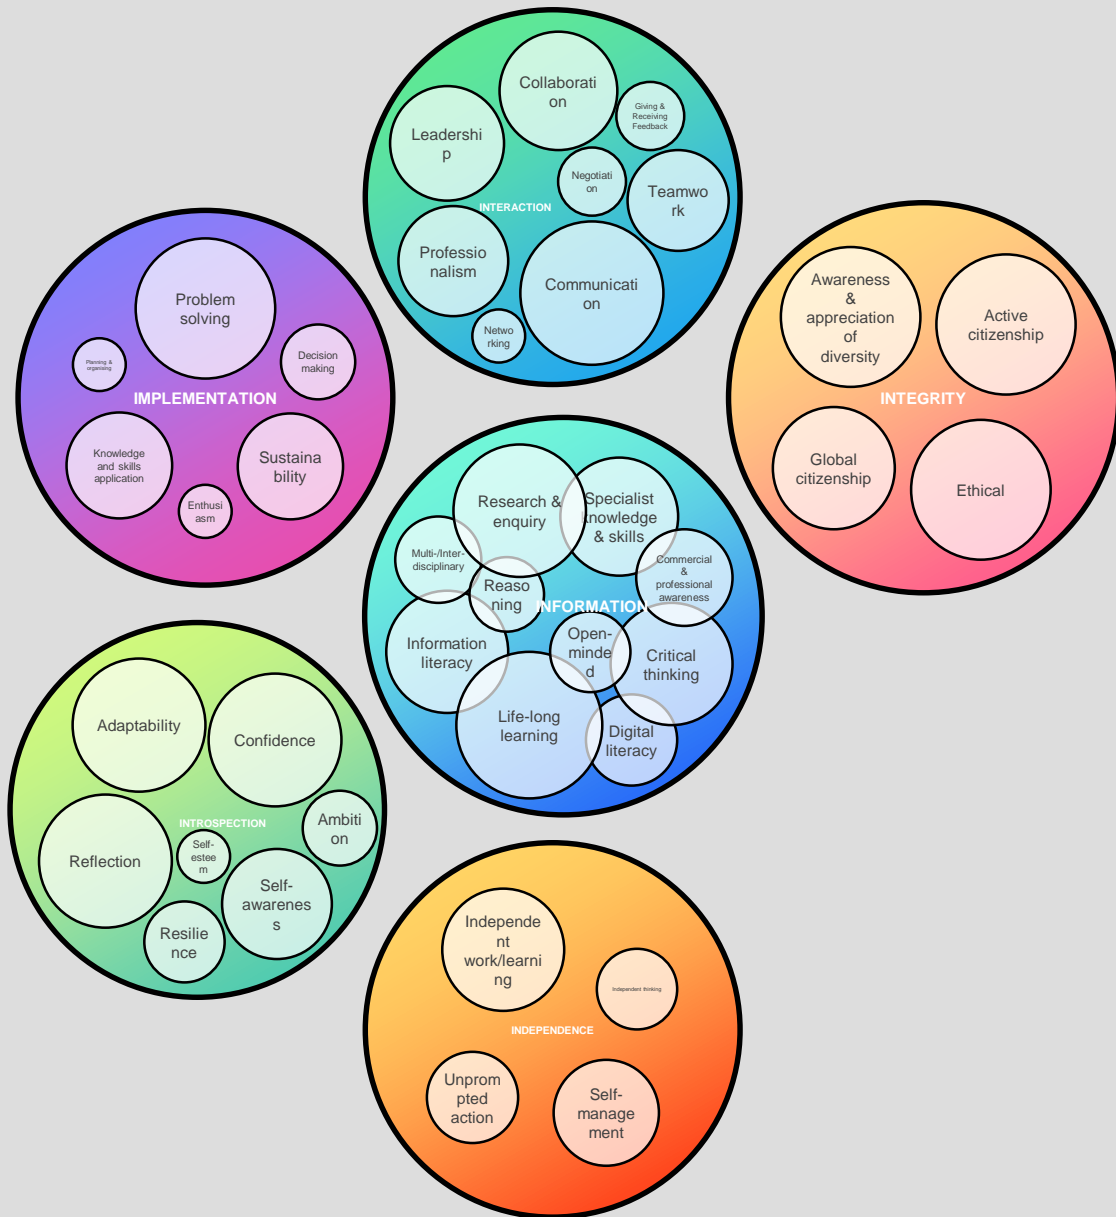 Collaborati
on
Giving &
Receiving
Feedback
Leadershi
p
Negotiati
on
Teamwo
rk
INTERACTION
Professio
nalism
Communicati
on
Netwo
rking
Problem
solving
Planning &
organising
Decision
making
IMPLEMENTATION
Knowledge
and skills
application
Sustaina
bility
Enthusi
asm
Awareness
&
appreciation
of
diversity
Active
citizenship
INTEGRITY
Global
citizenship
Ethical
Research &
enquiry
Specialist
knowledge
& skills
Multi-/Inter-
disciplinary
Reaso
ning
Commercial
&
professional
awareness
INFORMATION
Information
literacy
Open-
minde
d
Critical
thinking
Life-long
learning
Digital
literacy
Adaptability
Confidence
INTROSPECTION
Ambiti
on
Reflection
Self-
estee
m
Self-
awarenes
s
Resilie
nce
Independe
nt
work/learni
ng
Independent thinking
INDEPENDENCE
Unprom
pted
action
Self-
manage
ment